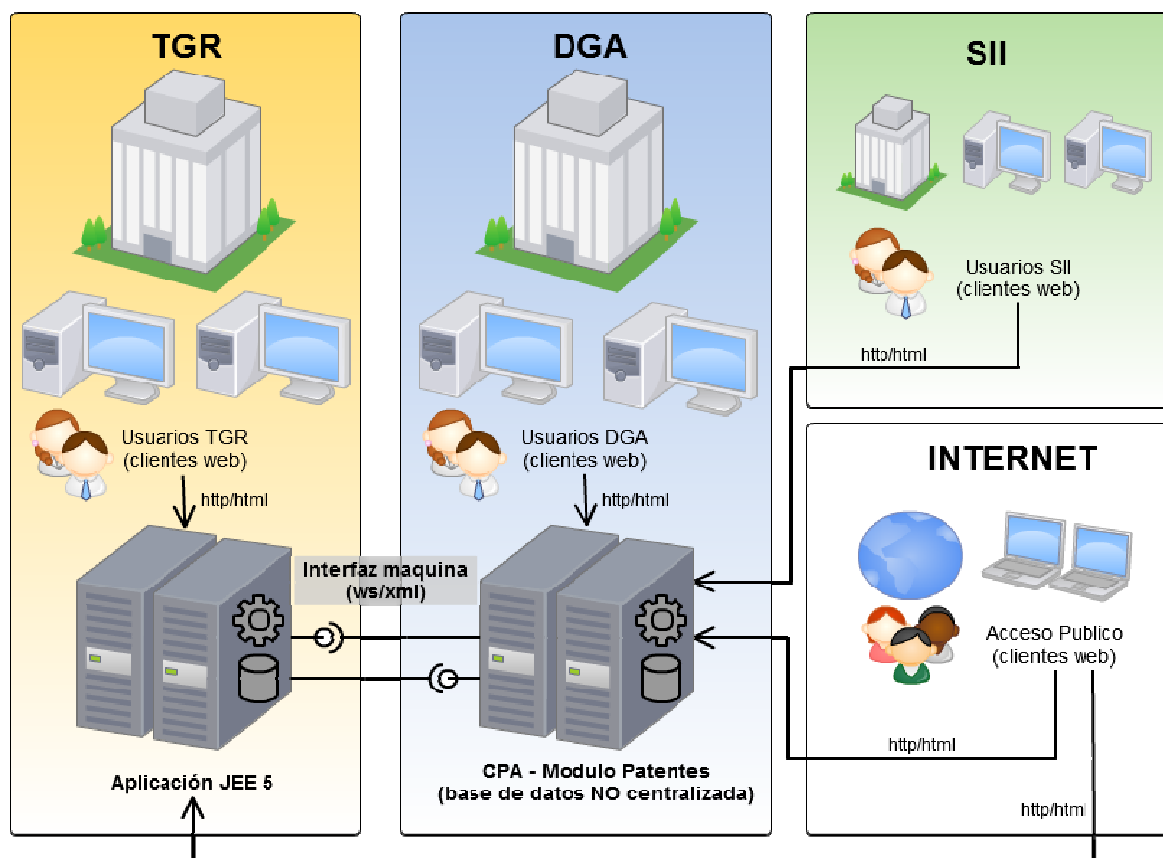 TGR
Usuarios TGR
(clientes web)
http/html
Aplicación JEE 5
Interfaz maquina
(ws/xml)
DGA
Usuarios DGA
(clientes web)
http/html
CPA - Modulo Patentes
(base de datos NO centralizada)
SII
Usuarios SII
(clientes web)
http/html
INTERNET
Acceso Publico
(clientes web)
http/html
http/html